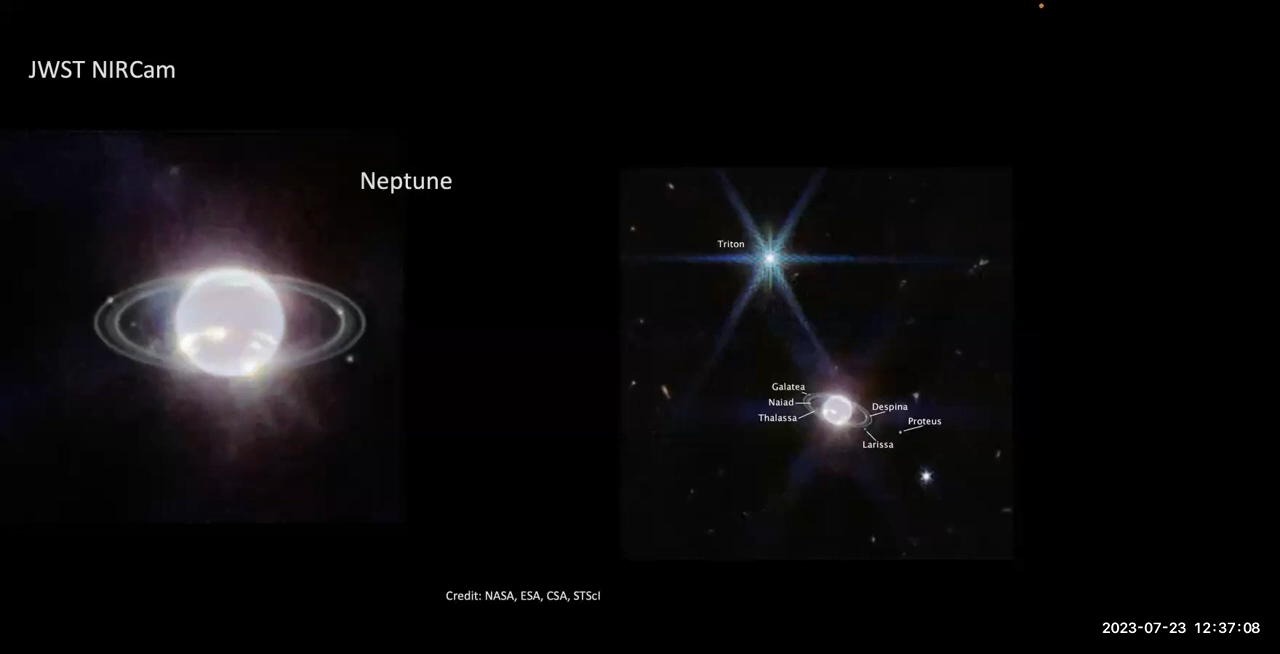 JWST NIRCam
Neptune
Triton
Galatea
Naiad
Thalassa
Despina
Proteus
Larissa
Credit: NASA, ESA, CSA, STScI
2023-07-23 12:37:08